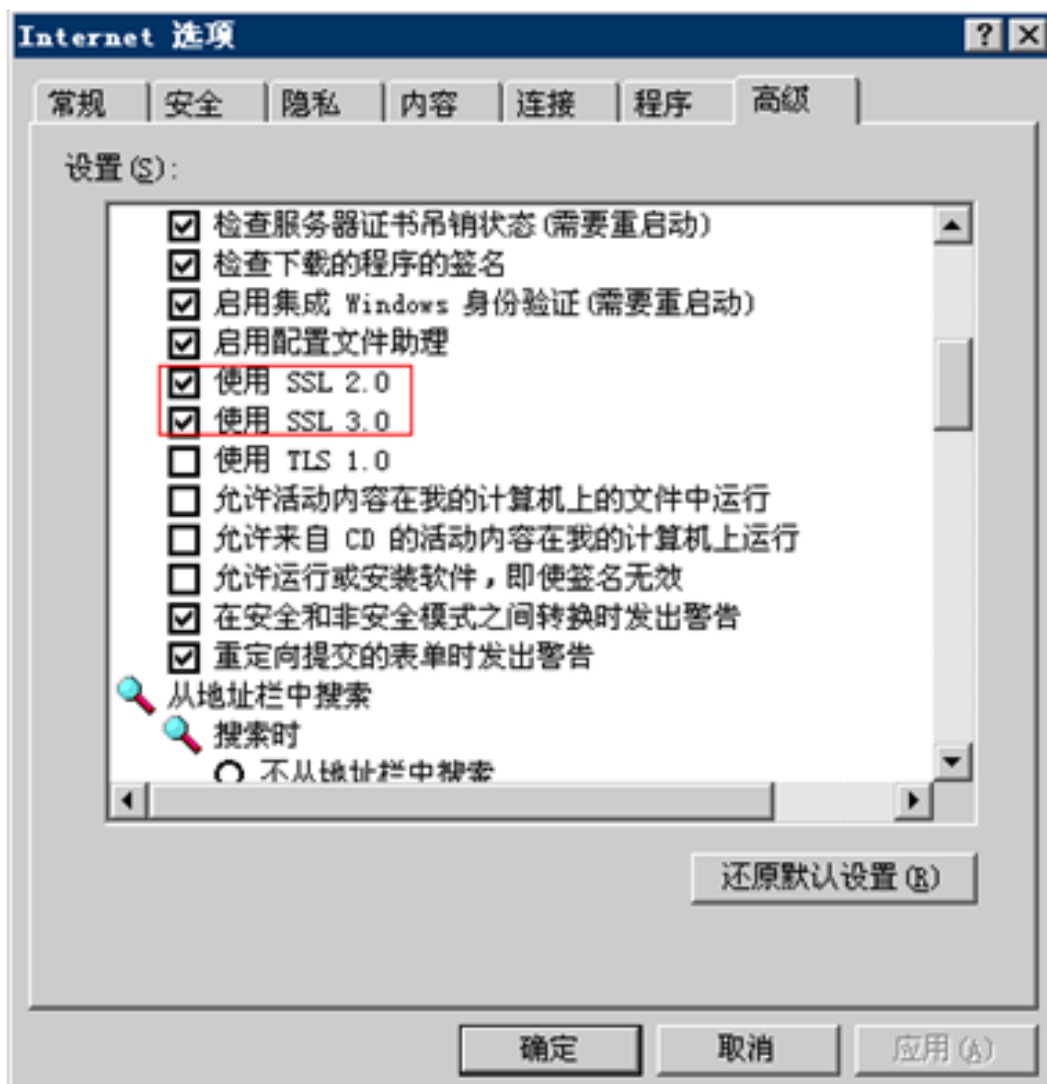 Internet 选项
常规 安全 隐私 内容 连接 程序 高级
设置(S):
检查服务器证书吊销状态(需要重启动)
检查下载的程序的签名
启用集成 Windows 身份验证(需要重启动)
启用配置文件助理
使用 SSL 2.0
使用 SSL 3.0
使用 TLS 1.0
允许活动内容在我的计算机上的文件中运行
允许来自 CD 的活动内容在我的计算机上运行
允许运行或安装软件，即使签名无效
在安全和非安全模式之间转换时发出警告
重定向提交的表单时发出警告
从地址栏中搜索
搜索时
不从地址栏中搜索
还原默认设置(R)
确定 取消 应用(A)